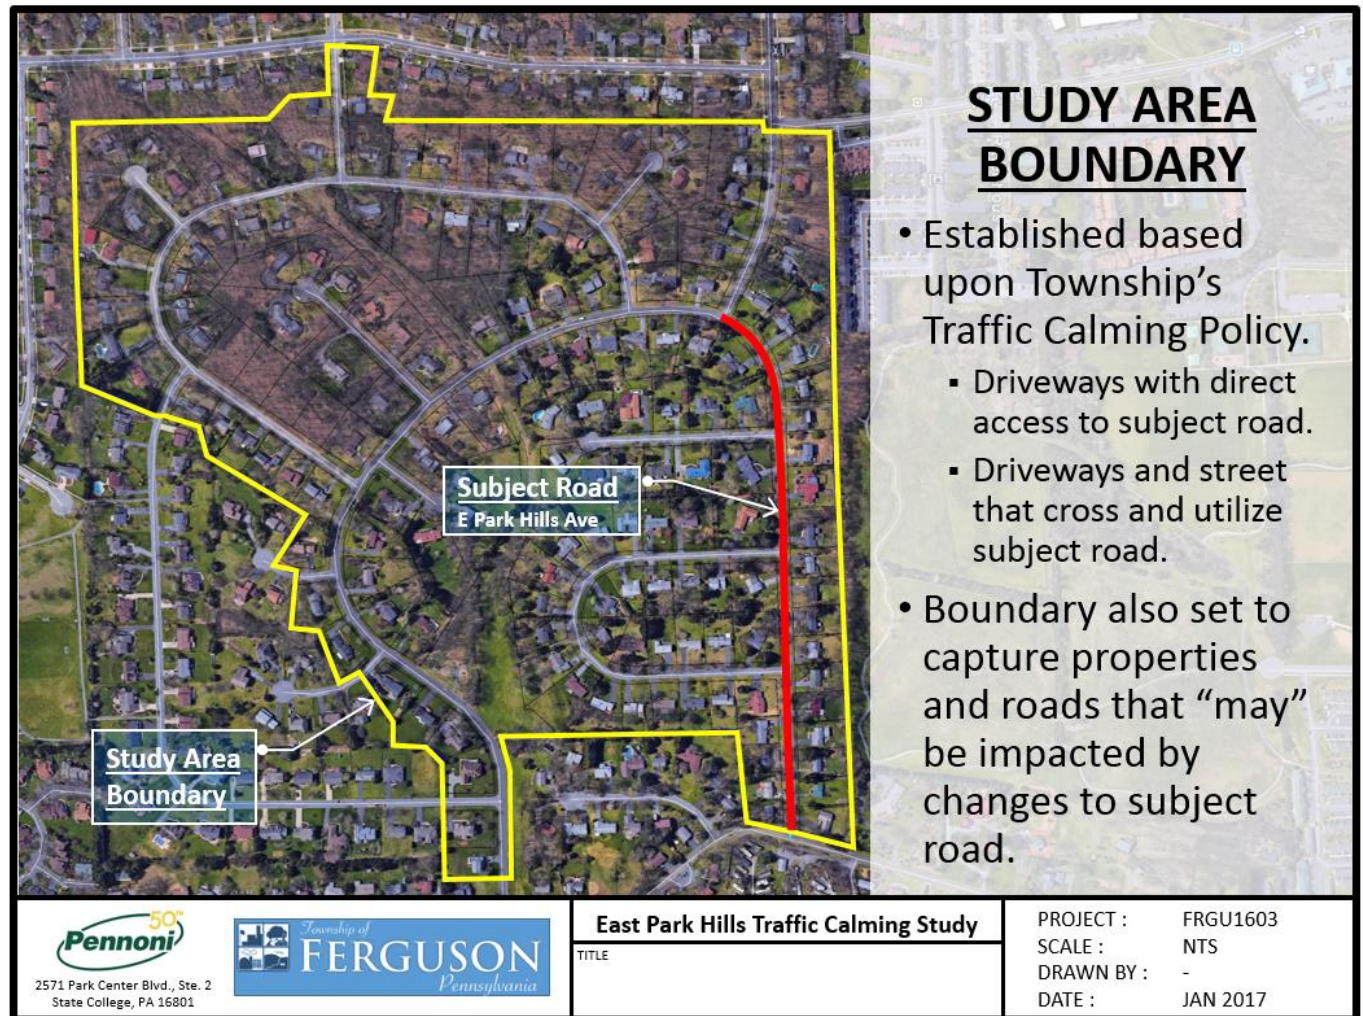 STUDY AREA
BOUNDARY
• Established based
upon Township’s
Traffic Calming Policy.
▪ Driveways with direct
access to subject road.
▪ Driveways and street
that cross and utilize
subject road.
• Boundary also set to
capture properties
and roads that “may”
be impacted by
changes to subject
road.
Subject Road
E Park Hills Ave
Study Area
Boundary
50™
Pennoni
2571 Park Center Blvd., Ste. 2
State College, PA 16801
Township of
FERGUSON
Pennsylvania
East Park Hills Traffic Calming Study
TITLE
PROJECT : FRGU1603
SCALE : NTS
DRAWN BY : -
DATE : JAN 2017